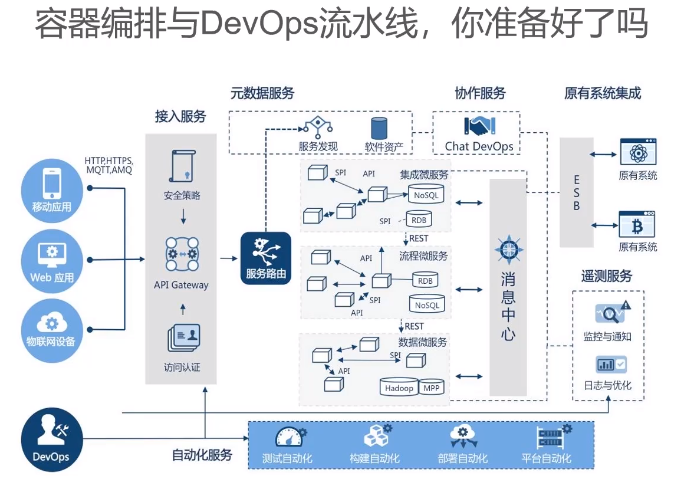 容器编排与DevOps流水线，你准备好了吗
元数据服务
协作服务
原有系统集成
接入服务
服务发现
软件资产
Chat DevOps
HTTP,HTTPS,
MQTT,AMQ
移动应用
Web 应用
物联网设备
安全策略
API Gateway
访问认证
服务路由
SPI
API
集成微服务
NoSQL
SPI
RDB
REST
API
流程微服务
RDB
SPI
NoSQL
API
REST
数据微服务
SPI
API
Hadoop
MPP
消息中心
ESB
原有系统
原有系统
遥测服务
监控与通知
日志与优化
DevOps
自动化服务
测试自动化
构建自动化
部署自动化
平台自动化